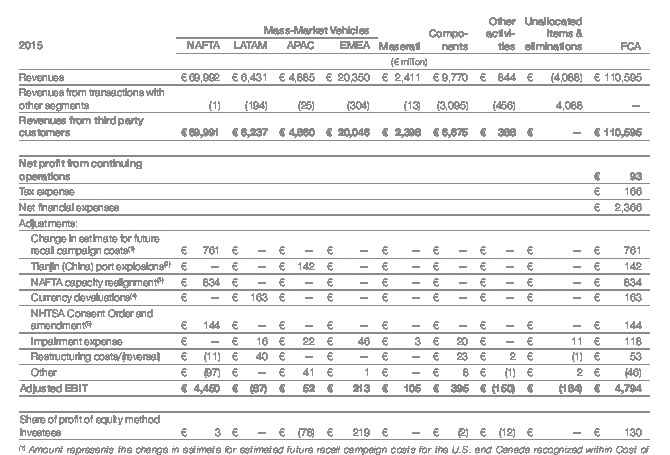 Mass-Market Vehicles Other Unallocated
Compo- activi- items &
2015 NAFTA LATAM APAC EMEA Maserati nents ties eliminations FCA
(€ million)
Revenues €69,992 € 6,431 € 4,885 € 20,350 € 2,411 € 9,770 € 844 € (4,088) € 110,595
Revenues from transactions with
other segments (1) (194) (25) (304) (13) (3,095) (456) 4,088 —
Revenues from third party
customers €69,991 € 6,237 € 4,860 € 20,046 € 2,398 € 6,675 € 388 € — € 110,595
Net profit from continuing
operations € 93
Tax expense € 166
Net financial expenses € 2,366
Adjustments:
Change in estimate for future
recall campaign costs(1) € 761 € — € — € — € — € — € — € — € 761
Tianjin (China) port explosions(2) € — € — € 142 € — € — € — € — € — € 142
NAFTA capacity realignment(3) € 834 € — € — € — € — € — € — € — € 834
Currency devaluations(4) € — € 163 € — € — € — € — € — € — € 163
NHTSA Consent Order and
amendment(5) € 144 € — € — € — € — € — € — € — € 144
Impairment expense € — € 16 € 22 € 46 € 3 € 20 € — € 11 € 118
Restructuring costs/(reversal) € (11) € 40 € — € — € — € 23 € 2 € (1) € 53
Other € (97) € — € 41 € 1 € — € 8 € (1) € 2 € (46)
Adjusted EBIT € 4,450 € (87) € 52 € 213 € 105 € 395 € (150) € (184) € 4,794
Share of profit of equity method
investees € 3 € — € (78) € 219 € — € (2) € (12) € — € 130
(1) Amount represents the change in estimate for estimated future recall campaign costs for the U.S. and Canada recognized within Cost of